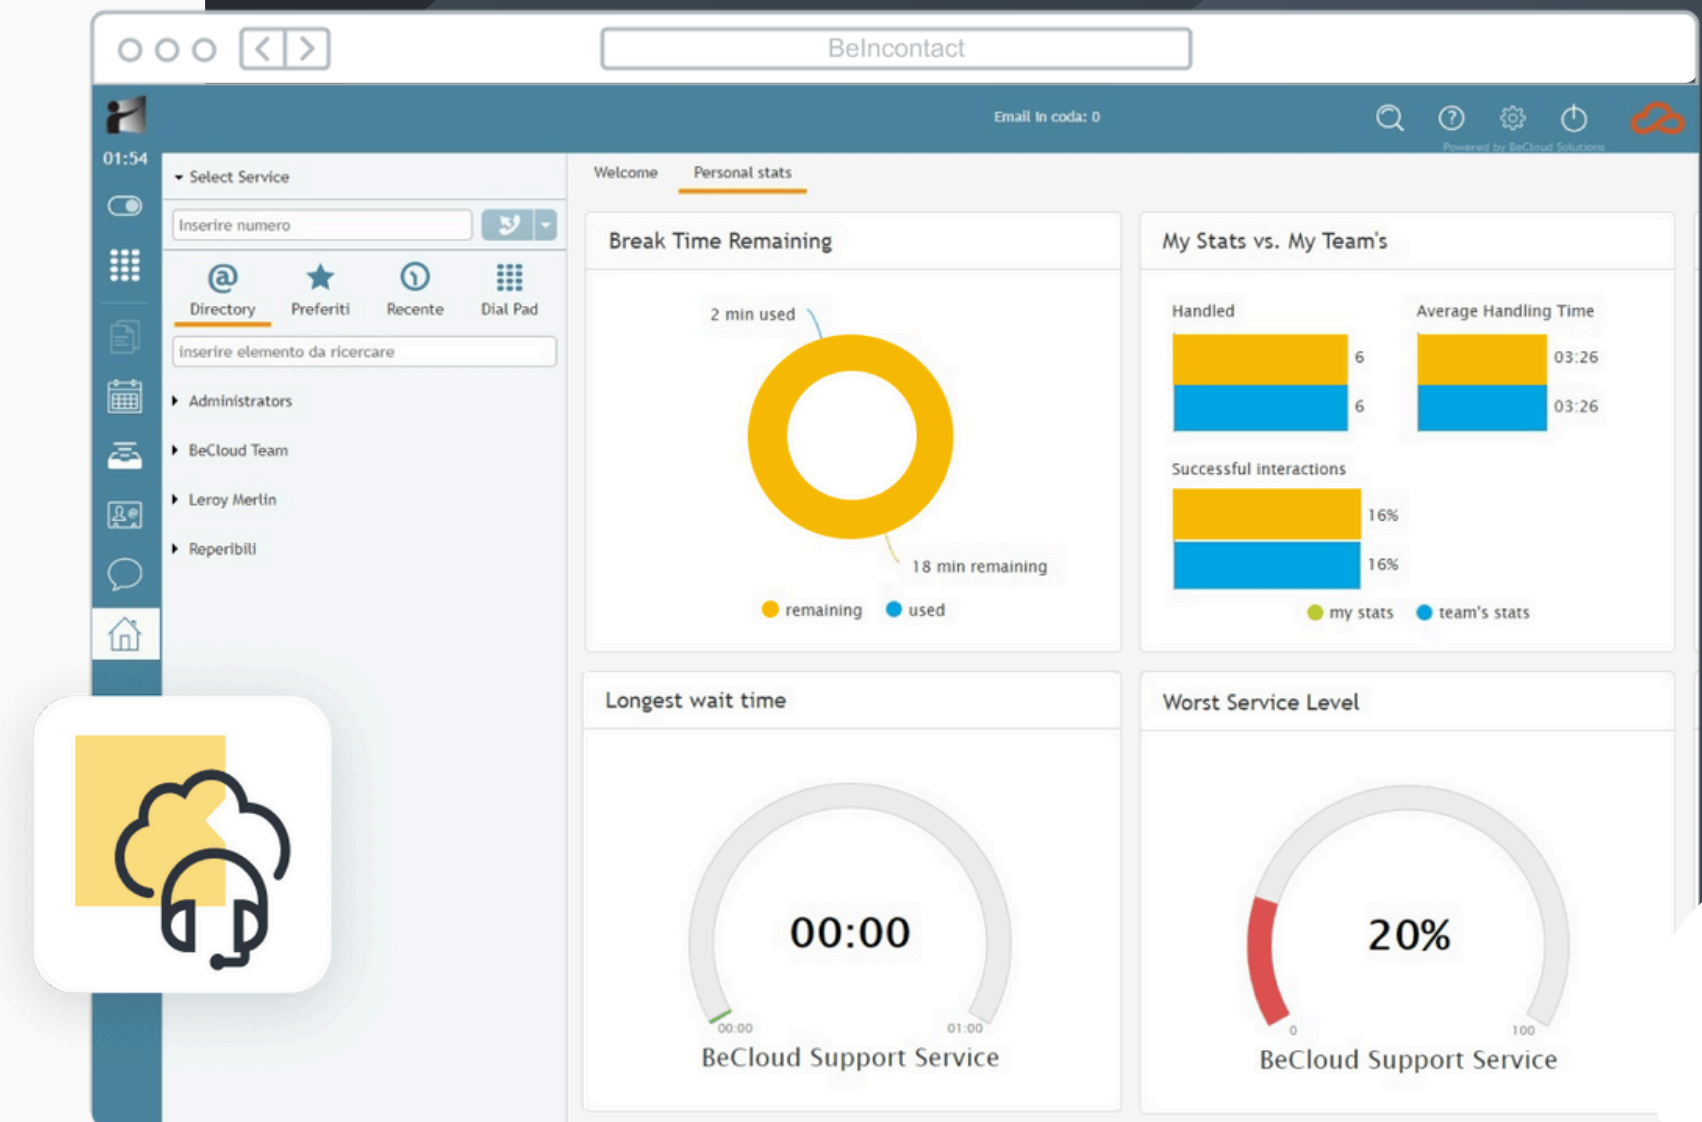 BeIncontact
Email In coda: 0
Powered by BeCloud Solutions
01:54
Select Service
Inserire numero
Directory
Preferiti
Recente
Dial Pad
inserire elemento da ricercare
Administrators
BeCloud Team
Leroy Merlin
Reperibili
Welcome
Personal stats
Break Time Remaining
2 min used
18 min remaining
remaining
used
My Stats vs. My Team's
Handled
6
6
Average Handling Time
03:26
03:26
Successful interactions
16%
16%
my stats
team's stats
Longest wait time
00:00
00:00
01:00
BeCloud Support Service
Worst Service Level
20%
0
100
BeCloud Support Service